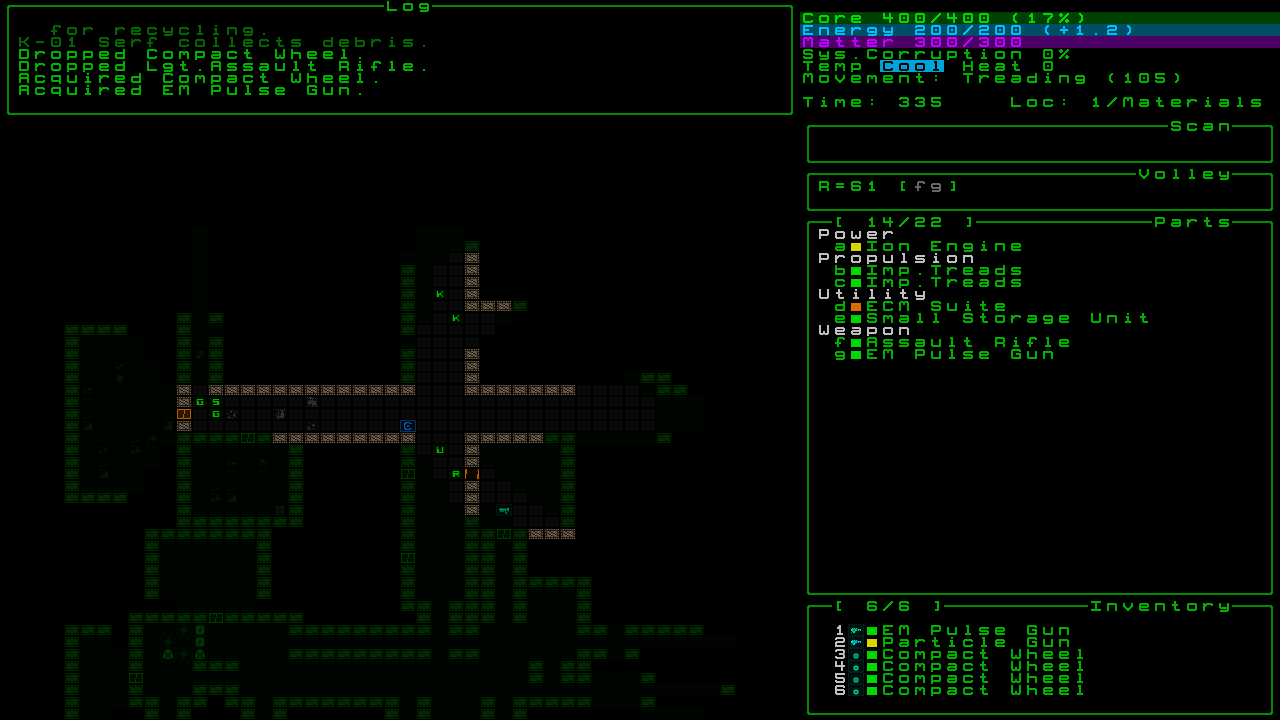 Log
for recycling.
K-01 Serf collects debris.
Dropped Compact Wheel.
Dropped Lgt.Assault Rifle.
Acquired Compact Wheel.
Acquired EM Pulse Gun.
Core 400/400 (17%)
Energy 200/200 (+1.2)
Matter 300/300
Sys.Corruption 0%
Temp Cool Heat 0
Movement: Treading (105)
Time: 335 Loc: 1/Materials
Scan
Volley
R=61 [fg]
[ 14/22 ] Parts
Power
a Ion Engine
Propulsion
b Imp.Treads
c Imp.Treads
Utility
d ECM Suite
e Small Storage Unit
Weapon
f Assault Rifle
g EM Pulse Gun
[ 6/6 ] Inventory
1 EM Pulse Gun
2 Particle Gun
3 Compact Wheel
4 Compact Wheel
5 Compact Wheel
6 Compact Wheel
K
K
G S
G
C
W
R